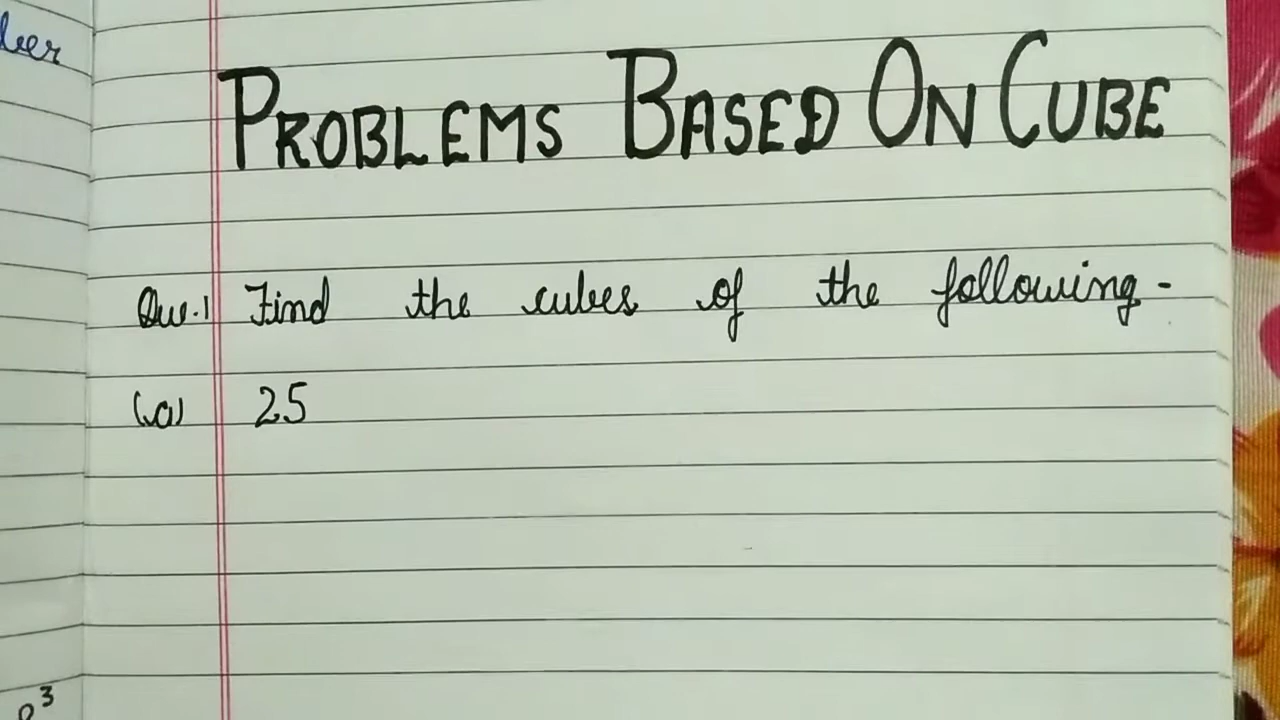 PROBLEMS BASED ON CUBE
Que.1 Find the cubes of the following -
(a) 25